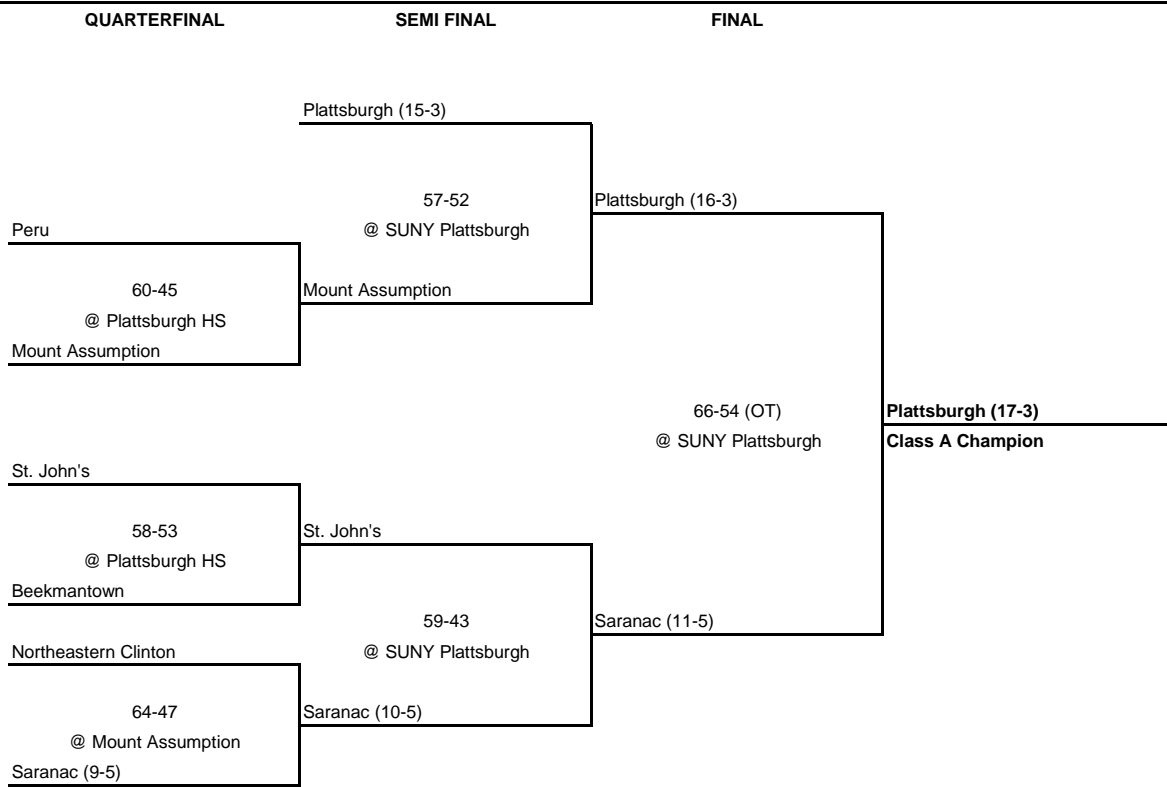 QUARTERFINAL SEMI FINAL FINAL
Plattsburgh (15-3)
57-52 Plattsburgh (16-3)
Peru @ SUNY Plattsburgh
60-45 Mount Assumption
@ Plattsburgh HS
Mount Assumption
66-54 (OT) Plattsburgh (17-3)
@ SUNY Plattsburgh Class A Champion
St. John's
58-53 St. John's
@ Plattsburgh HS
Beekmantown
59-43 Saranac (11-5)
Northeastern Clinton @ SUNY Plattsburgh
64-47 Saranac (10-5)
@ Mount Assumption
Saranac (9-5)